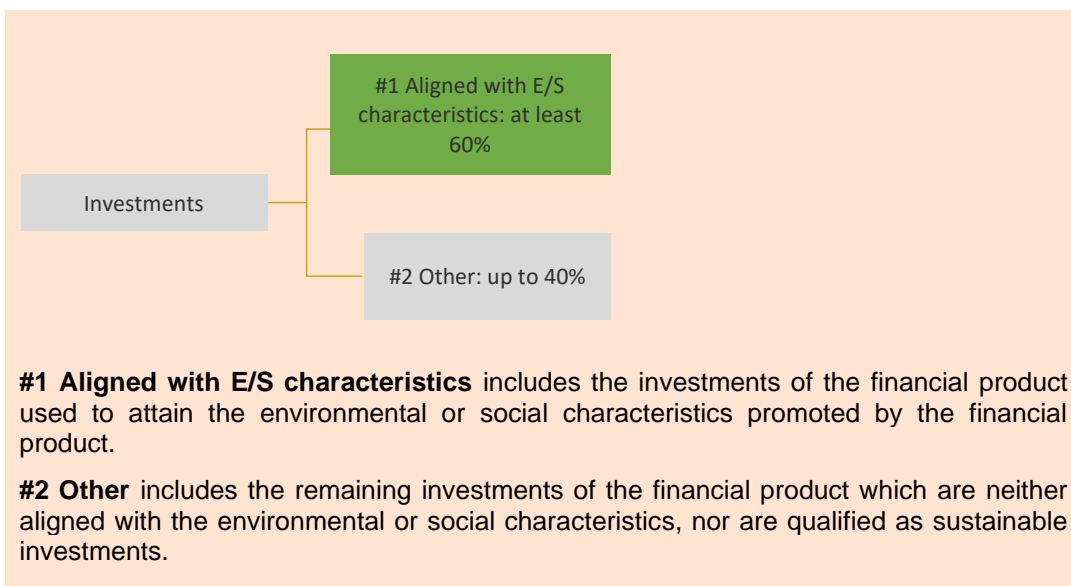 #1 Aligned with E/S
characteristics: at least
60%
Investments
#2 Other: up to 40%
#1 Aligned with E/S characteristics includes the investments of the financial product
used to attain the environmental or social characteristics promoted by the financial
product.
#2 Other includes the remaining investments of the financial product which are neither
aligned with the environmental or social characteristics, nor are qualified as sustainable
investments.